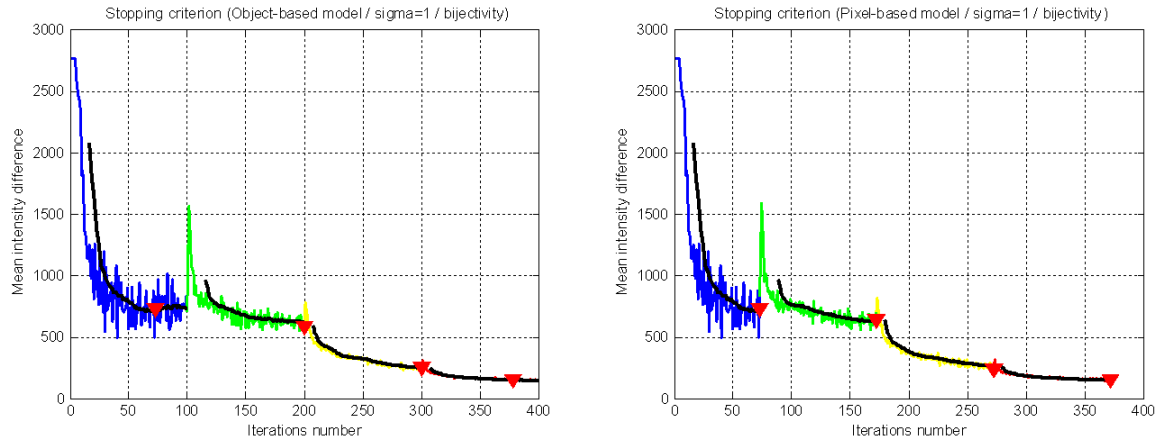 Stopping criterion (Object-based model / sigma=1 / bijectivity)
3000
2500
2000
1500
1000
500
0
Mean intensity difference
0 50 100 150 200 250 300 350 400
Iterations number
Stopping criterion (Pixel-based model / sigma=1 / bijectivity)
3000
2500
2000
1500
1000
500
0
Mean intensity difference
0 50 100 150 200 250 300 350 400
Iterations number